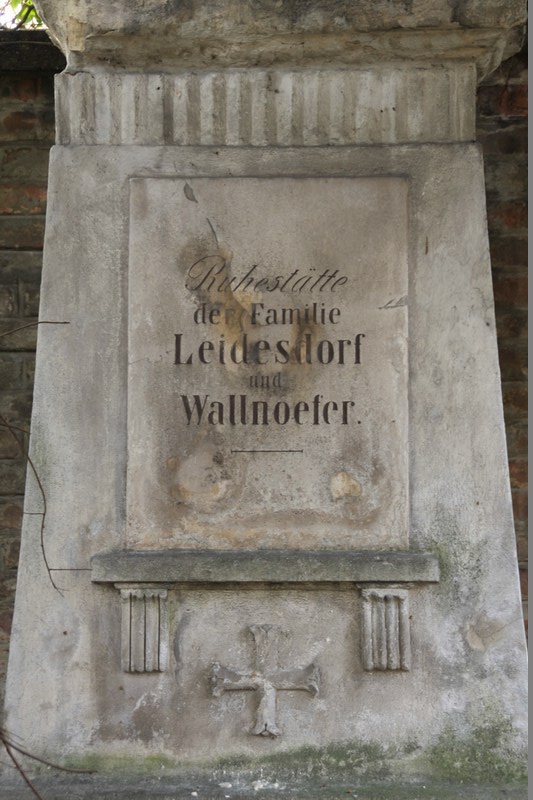 Ruhestätte
der Familie
Leidesdorf
und
Wallnoefer.